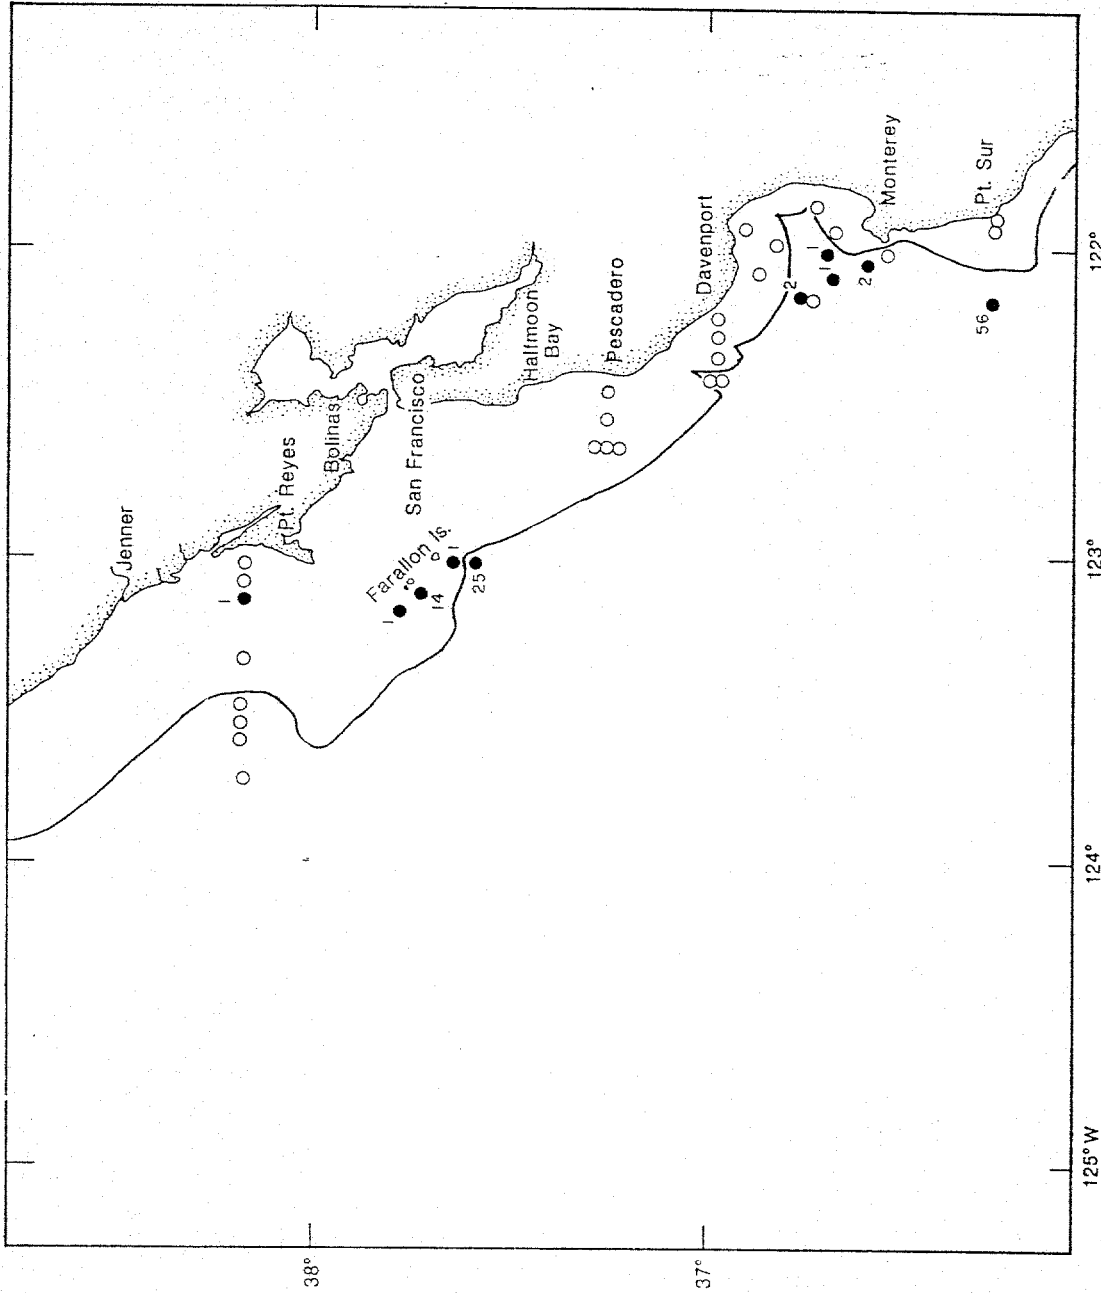 Jenner
Pt. Reyes
Bolinas
San Francisco
Farallon Is.
Halfmoon
Bay
Pescadero
Davenport
Monterey
Pt. Sur
1
1
14
1
25
2
1
1
2
56
38°
37°
125°W
124°
123°
122°